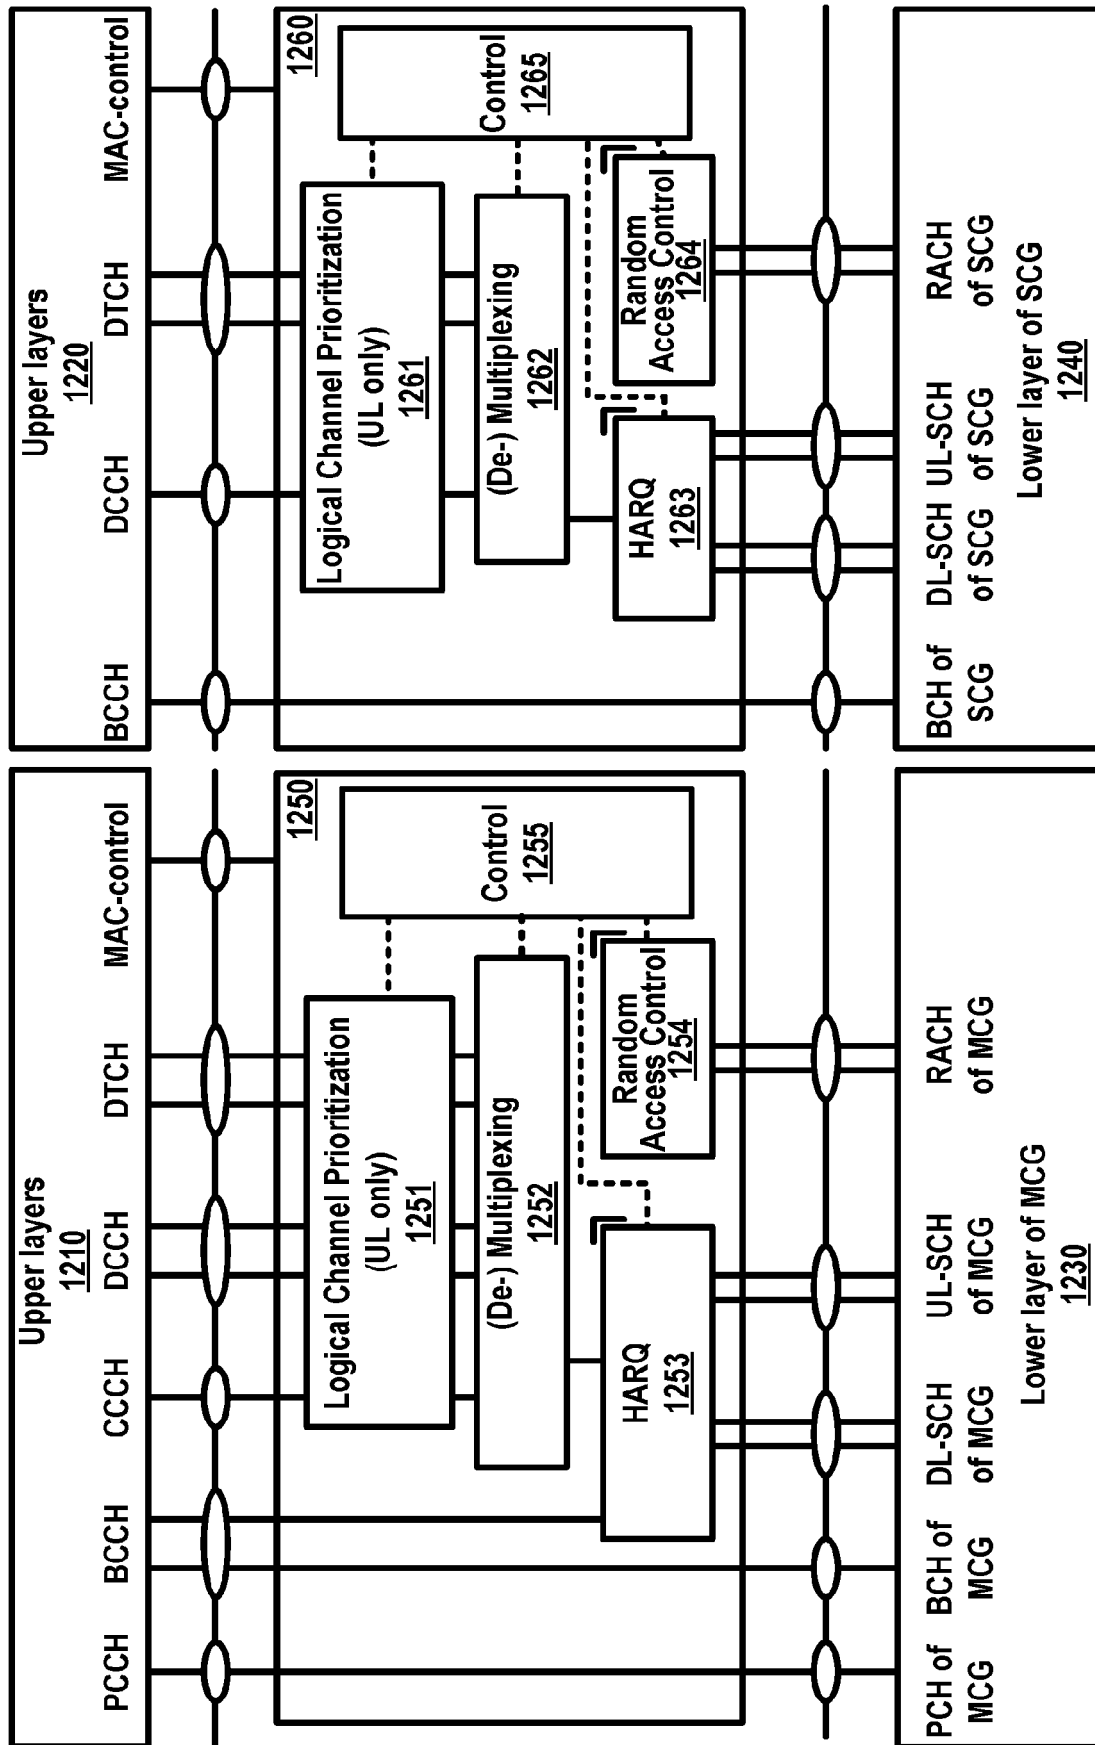 Upper layers
1210
PCCH
BCCH
CCCH
DCCH
DTCH
MAC-control
1250
Logical Channel Prioritization
(UL only)
1251
Control
1255
(De-) Multiplexing
1252
HARQ
1253
Random
Access Control
1254
PCH of
MCG
BCH of
MCG
DL-SCH
of MCG
UL-SCH
of MCG
RACH
of MCG
Lower layer of MCG
1230
Upper layers
1220
BCCH
DCCH
DTCH
MAC-control
1260
Logical Channel Prioritization
(UL only)
1261
Control
1265
(De-) Multiplexing
1262
HARQ
1263
Random
Access Control
1264
BCH of
SCG
DL-SCH
of SCG
UL-SCH
of SCG
RACH
of SCG
Lower layer of SCG
1240